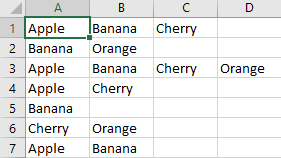 A B C D
1 Apple Banana Cherry
2 Banana Orange
3 Apple Banana Cherry Orange
4 Apple Cherry
5 Banana
6 Cherry Orange
7 Apple Banana